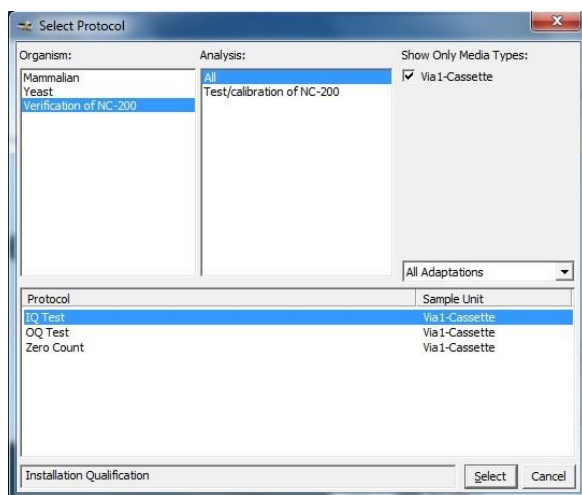 Select Protocol
Organism:
Analysis:
Show Only Media Types:
Mammalian
Yeast
Verification of NC-200
All
Test/calibration of NC-200
Via1-Cassette
All Adaptations
Protocol
Sample Unit
IQ Test
Via1-Cassette
OQ Test
Via1-Cassette
Zero Count
Via1-Cassette
Installation Qualification
Select
Cancel